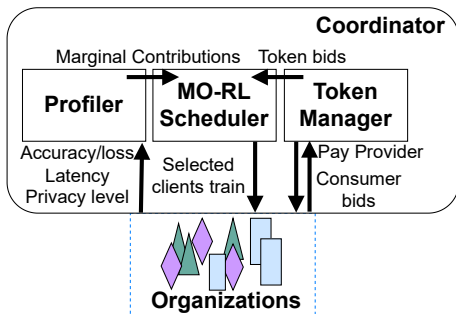 Coordinator
Marginal Contributions
Token bids
Profiler
MO-RL
Scheduler
Token
Manager
Accuracy/loss
Latency
Privacy level
Selected
clients train
Pay Provider
Consumer
bids
Organizations